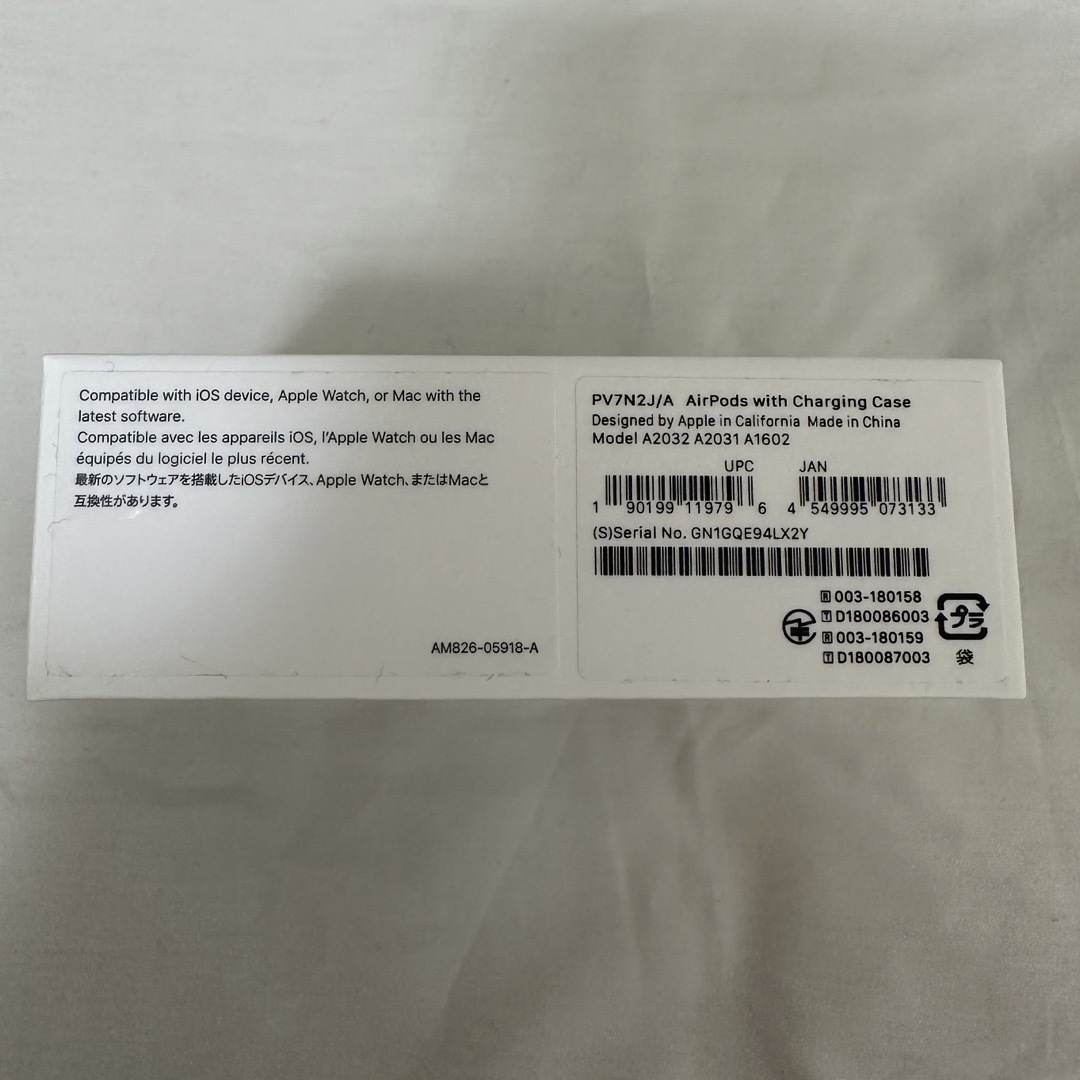 Compatible with iOS device, Apple Watch, or Mac with the
latest software.
Compatible avec les appareils iOS, l'Apple Watch ou les Mac
équipés du logiciel le plus récent.
最新のソフトウェアを搭載したiOSデバイス、Apple Watch、またはMacと
互換性があります。
AM826-05918-A
PV7N2J/A AirPods with Charging Case
Designed by Apple in California Made in China
Model A2032 A2031 A1602
UPC JAN
1 90199 11979 6 4 549995 073133
(S)Serial No. GN1GQE94LX2Y
R 003-180158
T D180086003
R 003-180159
T D180087003
プラ
袋